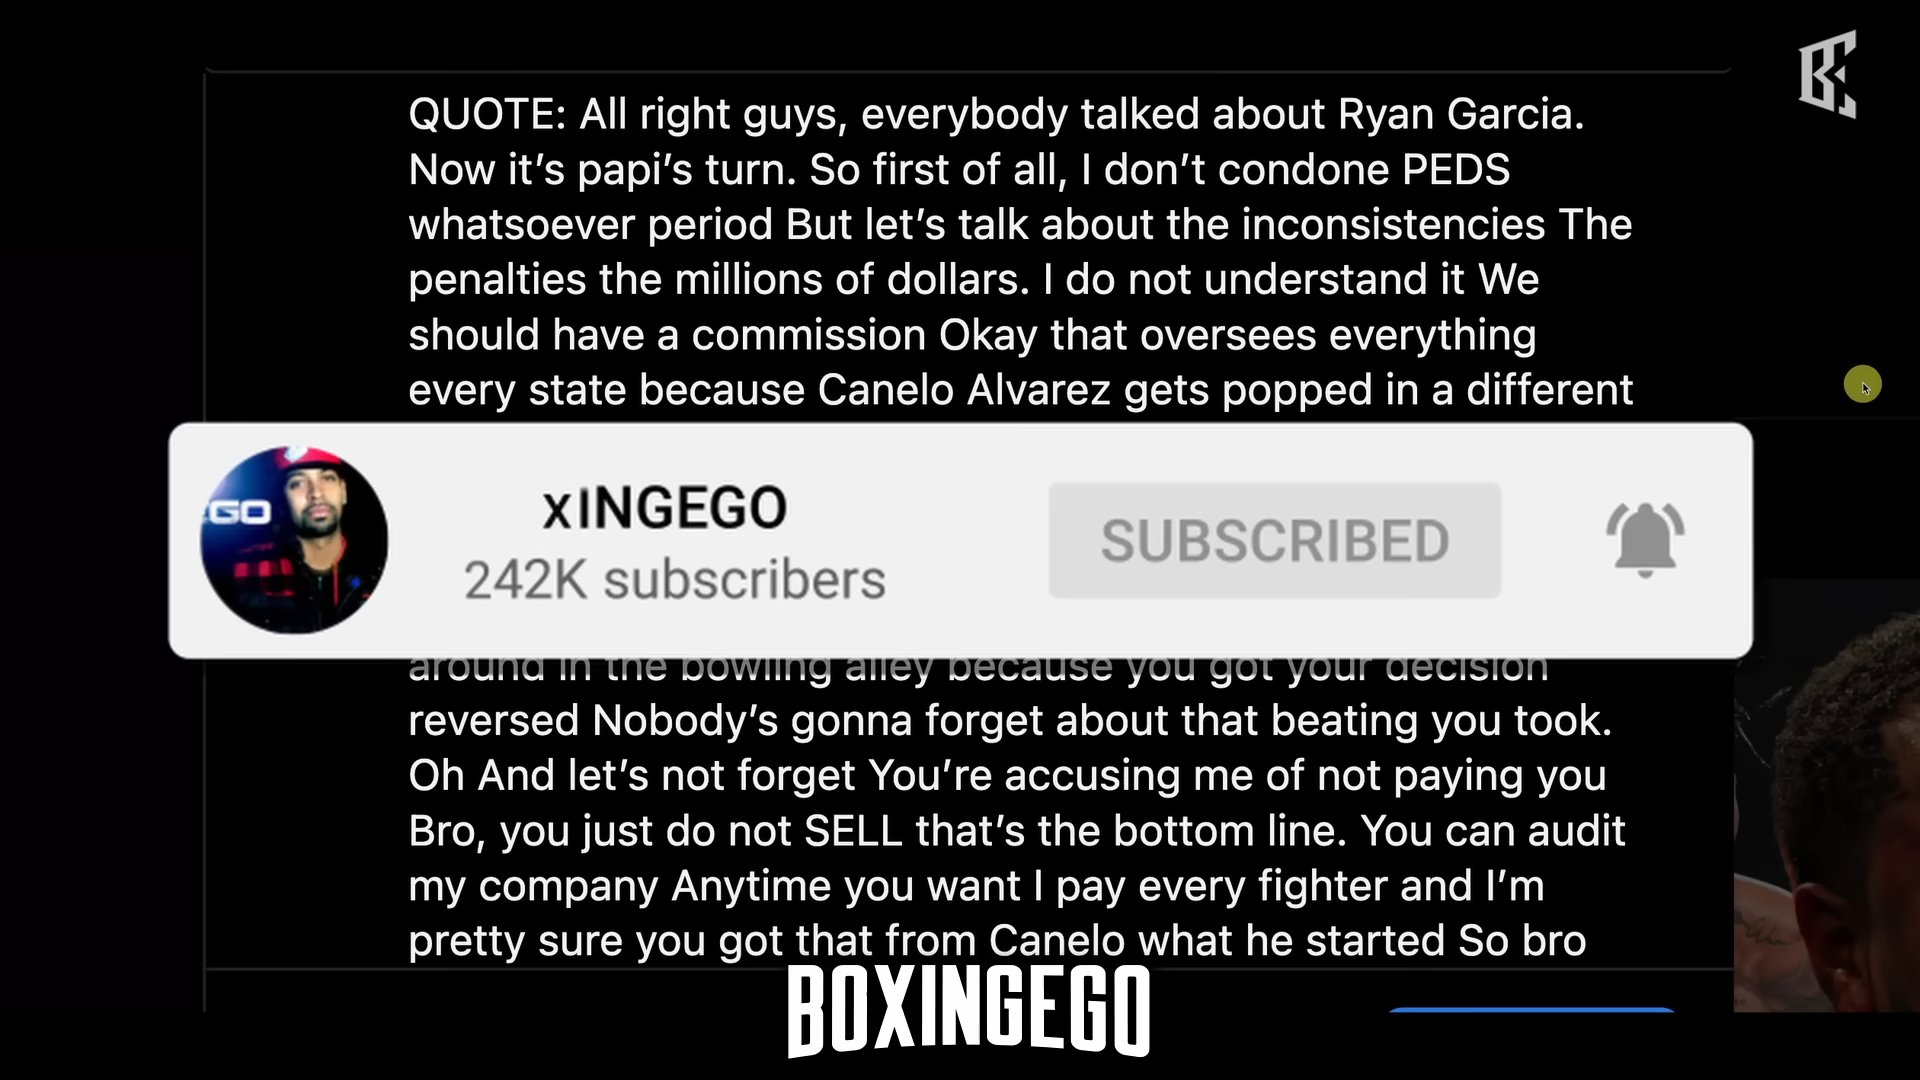 QUOTE: All right guys, everybody talked about Ryan Garcia.
Now it’s papi’s turn. So first of all, I don’t condone PEDS
whatsoever period But let’s talk about the inconsistencies The
penalties the millions of dollars. I do not understand it We
should have a commission Okay that oversees everything
every state because Canelo Alvarez gets popped in a different
GO
xINGEGO
242K subscribers
SUBSCRIBED
around in the bowling alley because you got your decision
reversed Nobody’s gonna forget about that beating you took.
Oh And let’s not forget You’re accusing me of not paying you
Bro, you just do not SELL that’s the bottom line. You can audit
my company Anytime you want I pay every fighter and I’m
pretty sure you got that from Canelo what he started So bro
BOXINGEGO